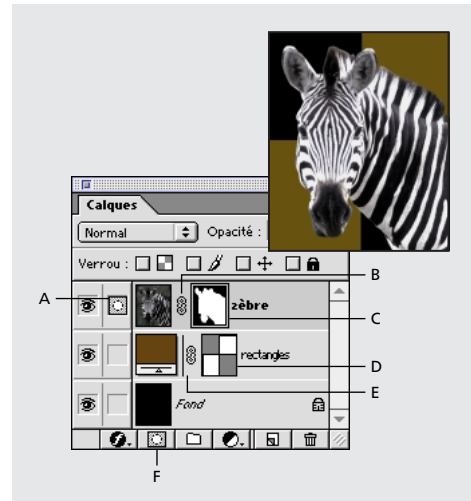 Calques
Normal
Opacité :
Verrou :
A
B
zèbre
C
rectangles
D
E
Fond
F